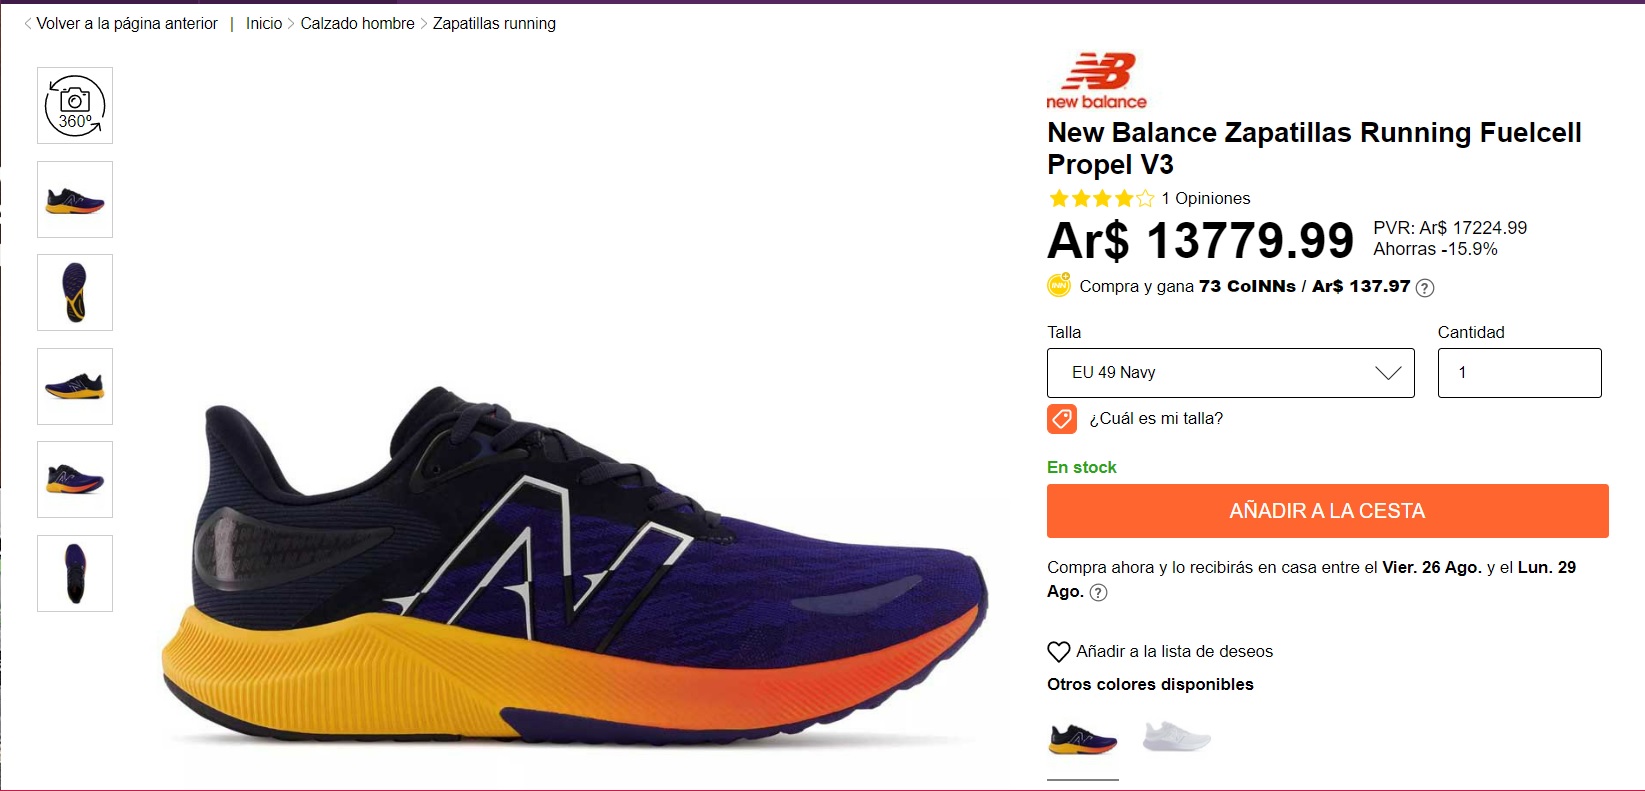 Volver a la página anterior | Inicio > Calzado hombre > Zapatillas running
360º
new balance
New Balance Zapatillas Running Fuelcell
Propel V3
1 Opiniones
Ar$ 13779.99
PVR: Ar$ 17224.99
Ahorras -15.9%
INN
Compra y gana 73 CoINNs / Ar$ 137.97 ?
Talla
Cantidad
EU 49 Navy
1
¿Cuál es mi talla?
En stock
AÑADIR A LA CESTA
Compra ahora y lo recibirás en casa entre el Vier. 26 Ago. y el Lun. 29
Ago. ?
Añadir a la lista de deseos
Otros colores disponibles